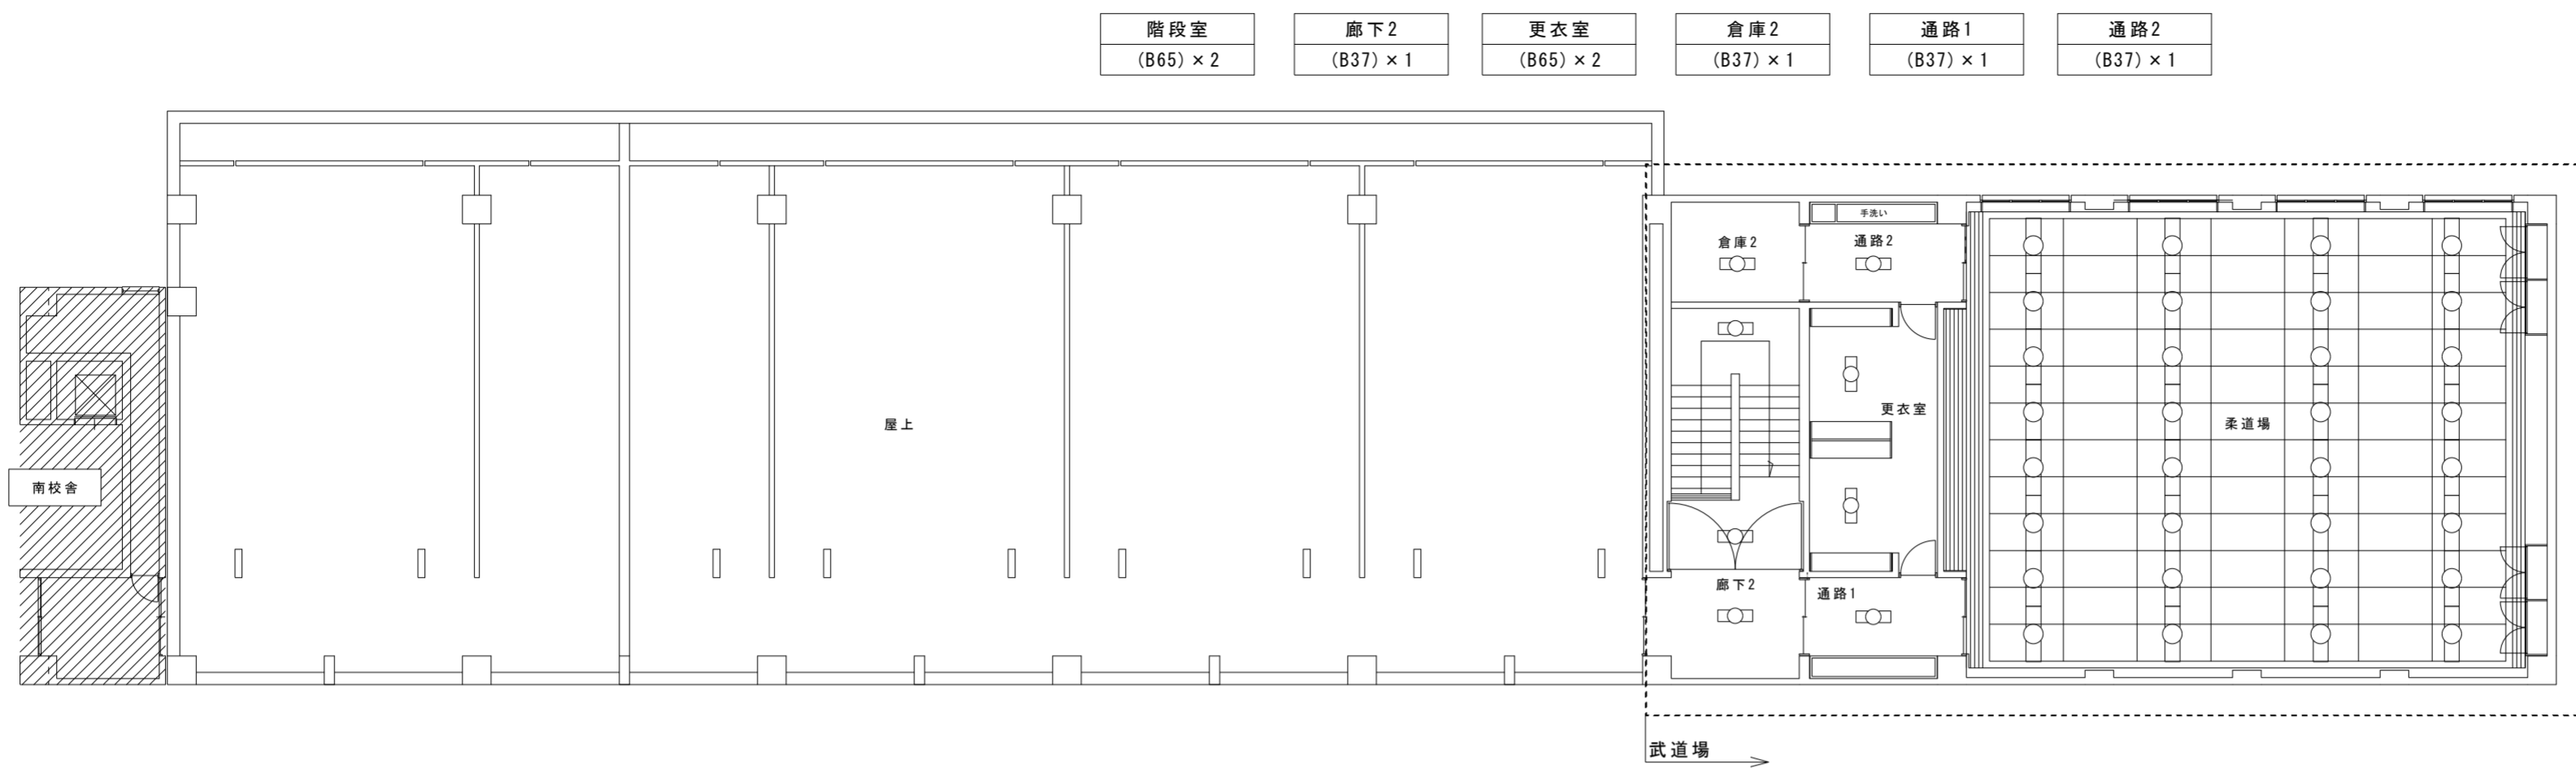 階段室
(B65)×2
廊下2
(B37)×1
更衣室
(B65)×2
倉庫2
(B37)×1
通路1
(B37)×1
通路2
(B37)×1
手洗い
倉庫2
通路2
更衣室
屋上
柔道場
南校舎
廊下2
通路1
武道場